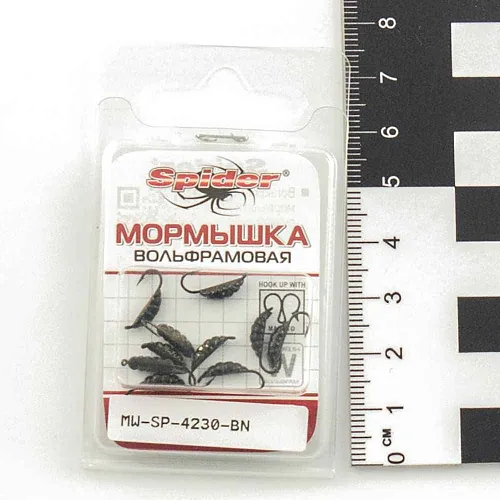 Spider®
МОРМЫШКА
ВОЛЬФРАМОВАЯ
HOOK UP WITH
W
MW-SP-4230-BN
8
7
6
5
4
3
2
1
0 СМ